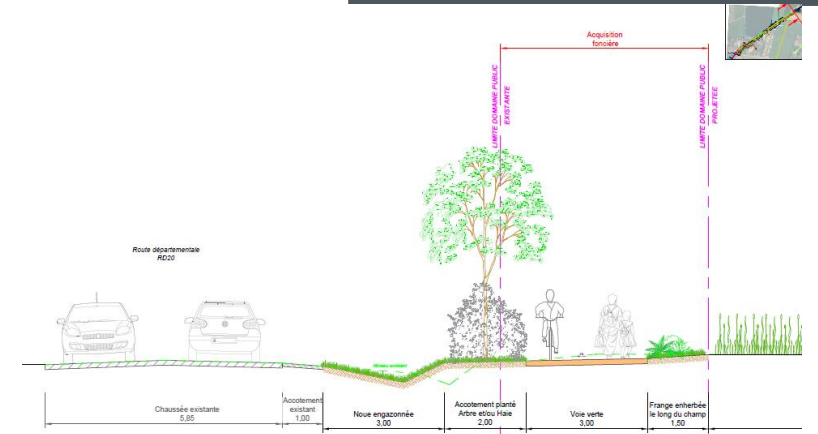 Acquisition
foncière
LIMITE DOMAINE PUBLIC
EXISTANTE
LIMITE DOMAINE PUBLIC
PROJETEE
Route départementale
RD20
Chaussée existante
5,85
Accotement
existant
1,00
Noue engazonnée
3,00
Accotement planté
Arbre et/ou Haie
2,00
Voie verte
3,00
Frange enherbée
le long du champ
1,50